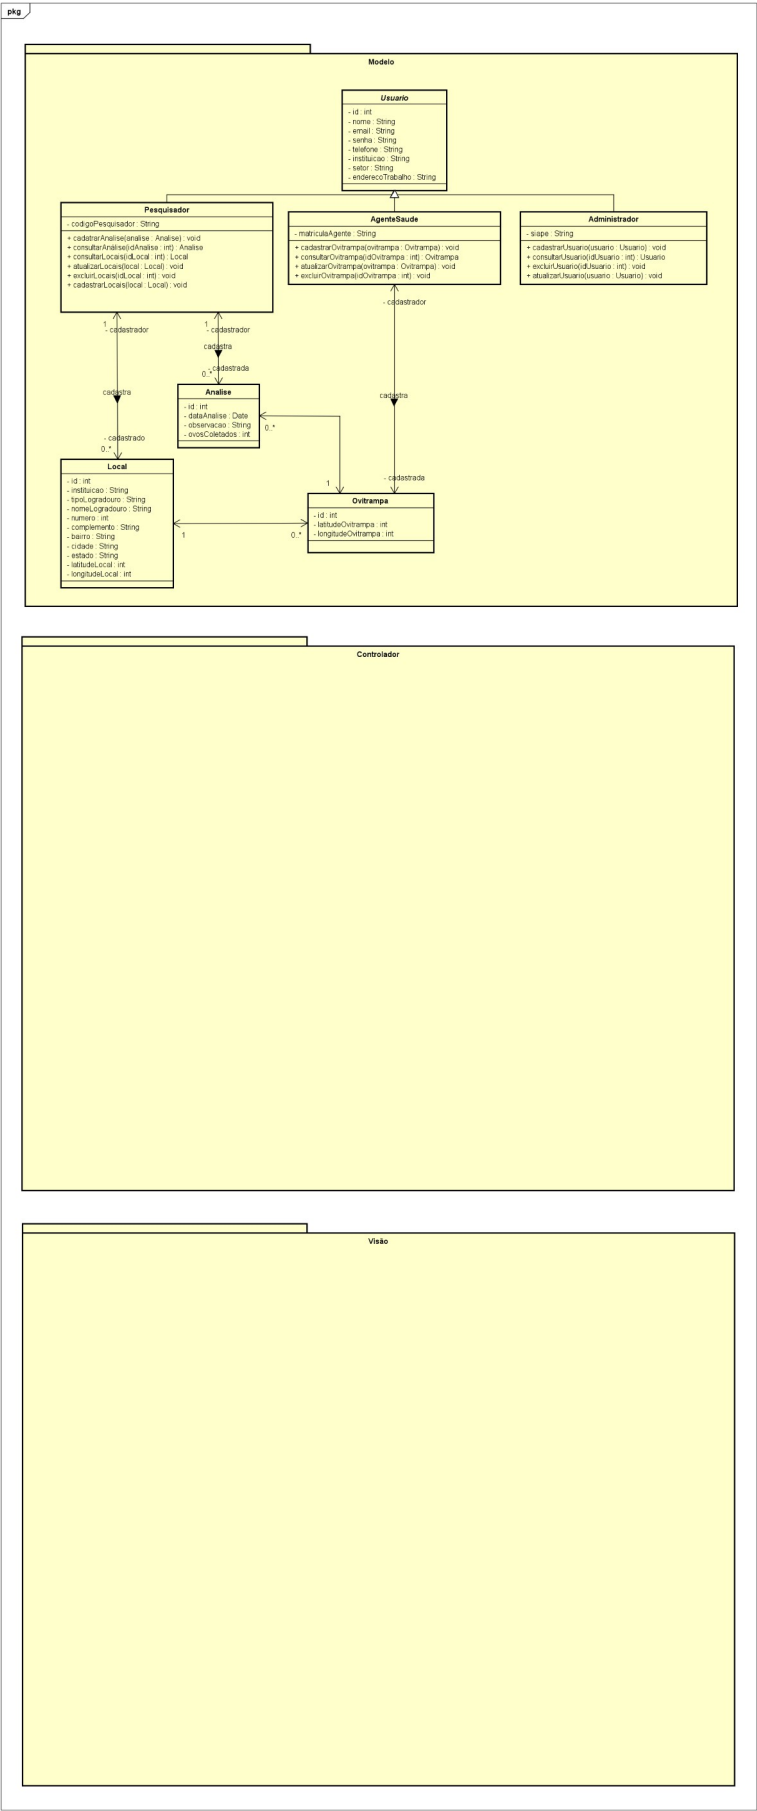 pkg
Modelo
Usuario
- id : int
- nome : String
- email : String
- senha : String
- telefone : String
- instituicao : String
- setor : String
- enderecoTrabalho : String
Pesquisador
- codigoPesquisador : String
+ cadatrarAnalise(analise : Analise) : void
+ consultarAnálise(idAnalise : int) : Analise
+ consultarLocais(idLocal : int) : Local
+ atualizarLocais(local : Local) : void
+ excluirLocais(idLocal : int) : void
+ cadastrarLocais(local : Local) : void
AgenteSaude
- matriculaAgente : String
+ cadastrarOvitrampa(ovitrampa : Ovitrampa) : void
+ consultarOvitrampa(idOvitrampa : int) : Ovitrampa
+ atualizarOvitrampa(ovitrampa : Ovitrampa) : void
+ excluirOvitrampa(idOvitrampa : int) : void
Administrador
- siape : String
+ cadastrarUsuario(usuario : Usuario) : void
+ consultarUsuario(idUsuario : int) : Usuario
+ excluirUsuario(idUsuario : int) : void
+ atualizarUsuario(usuario : Usuario) : void
1
- cadastrador
1
- cadastrador
- cadastrador
cadastra
- cadastrada
0..*
cadastra
cadastra
Analise
- id : int
- dataAnalise : Date
- observacao : String
- ovosColetados : int
0..*
- cadastrado
0..*
1
- cadastrada
Local
- id : int
- instituicao : String
- tipoLogradouro : String
- nomeLogradouro : String
- numero : int
- complemento : String
- bairro : String
- cidade : String
- estado : String
- latitudeLocal : int
- longitudeLocal : int
Ovitrampa
- id : int
- latitudeOvitrampa : int
- longitudeOvitrampa : int
1
0..*
Controlador
Visão